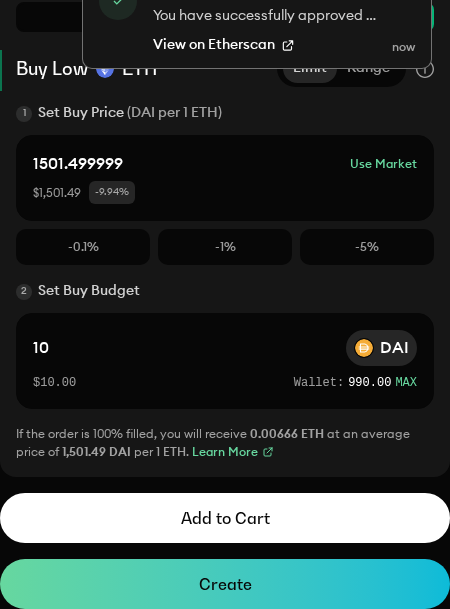 You have successfully approved ...
View on Etherscan
now
Buy Low ETH
Limit Range
1 Set Buy Price (DAI per 1 ETH)
1501.499999 Use Market
$1,501.49 -9.94%
-0.1% -1% -5%
2 Set Buy Budget
10 DAI
$10.00 Wallet: 990.00 MAX
If the order is 100% filled, you will receive 0.00666 ETH at an average
price of 1,501.49 DAI per 1 ETH. Learn More
Add to Cart
Create